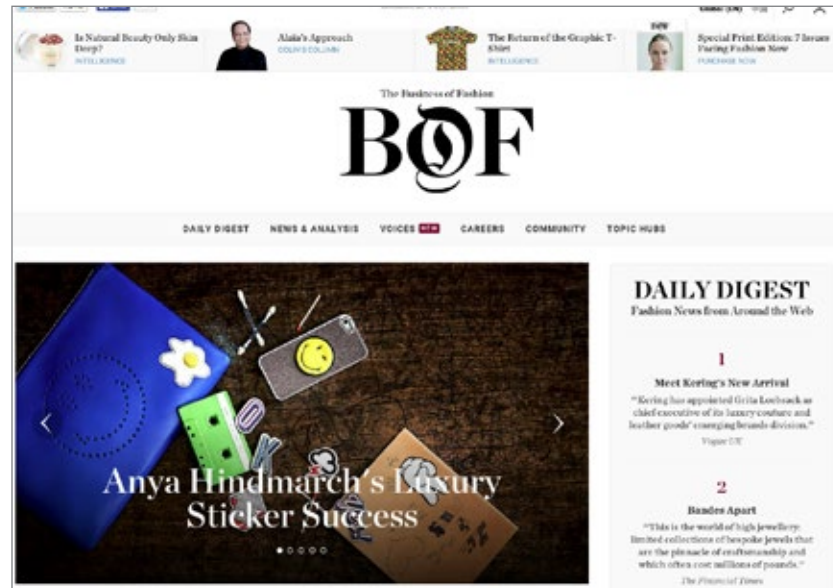 Is Natural Beauty Only Skin
Deep?
INTELLIGENCE
Alaïa's Approach
COLIN'S COLUMN
The Return of the Graphic T-
Shirt
INTELLIGENCE
Special Print Edition: 7 Issues
Facing Fashion Now
PURCHASE NOW
Global (EN)
The Business of Fashion
BOF
DAILY DIGEST
NEWS & ANALYSIS
VOICES NEW
CAREERS
COMMUNITY
TOPIC HUBS
Anya Hindmarch's Luxury
Sticker Success
DAILY DIGEST
Fashion News from Around the Web
1
Meet Kering's New Arrival
"Kering has appointed Grita Loebsack as
chief executive of its luxury couture and
leather goods' emerging brands division."
Vogue UK
2
Bandes Apart
"This is the world of high jewellery:
limited collections of bespoke jewels that
are the pinnacle of craftsmanship and
which often cost millions of pounds."
The Financial Times